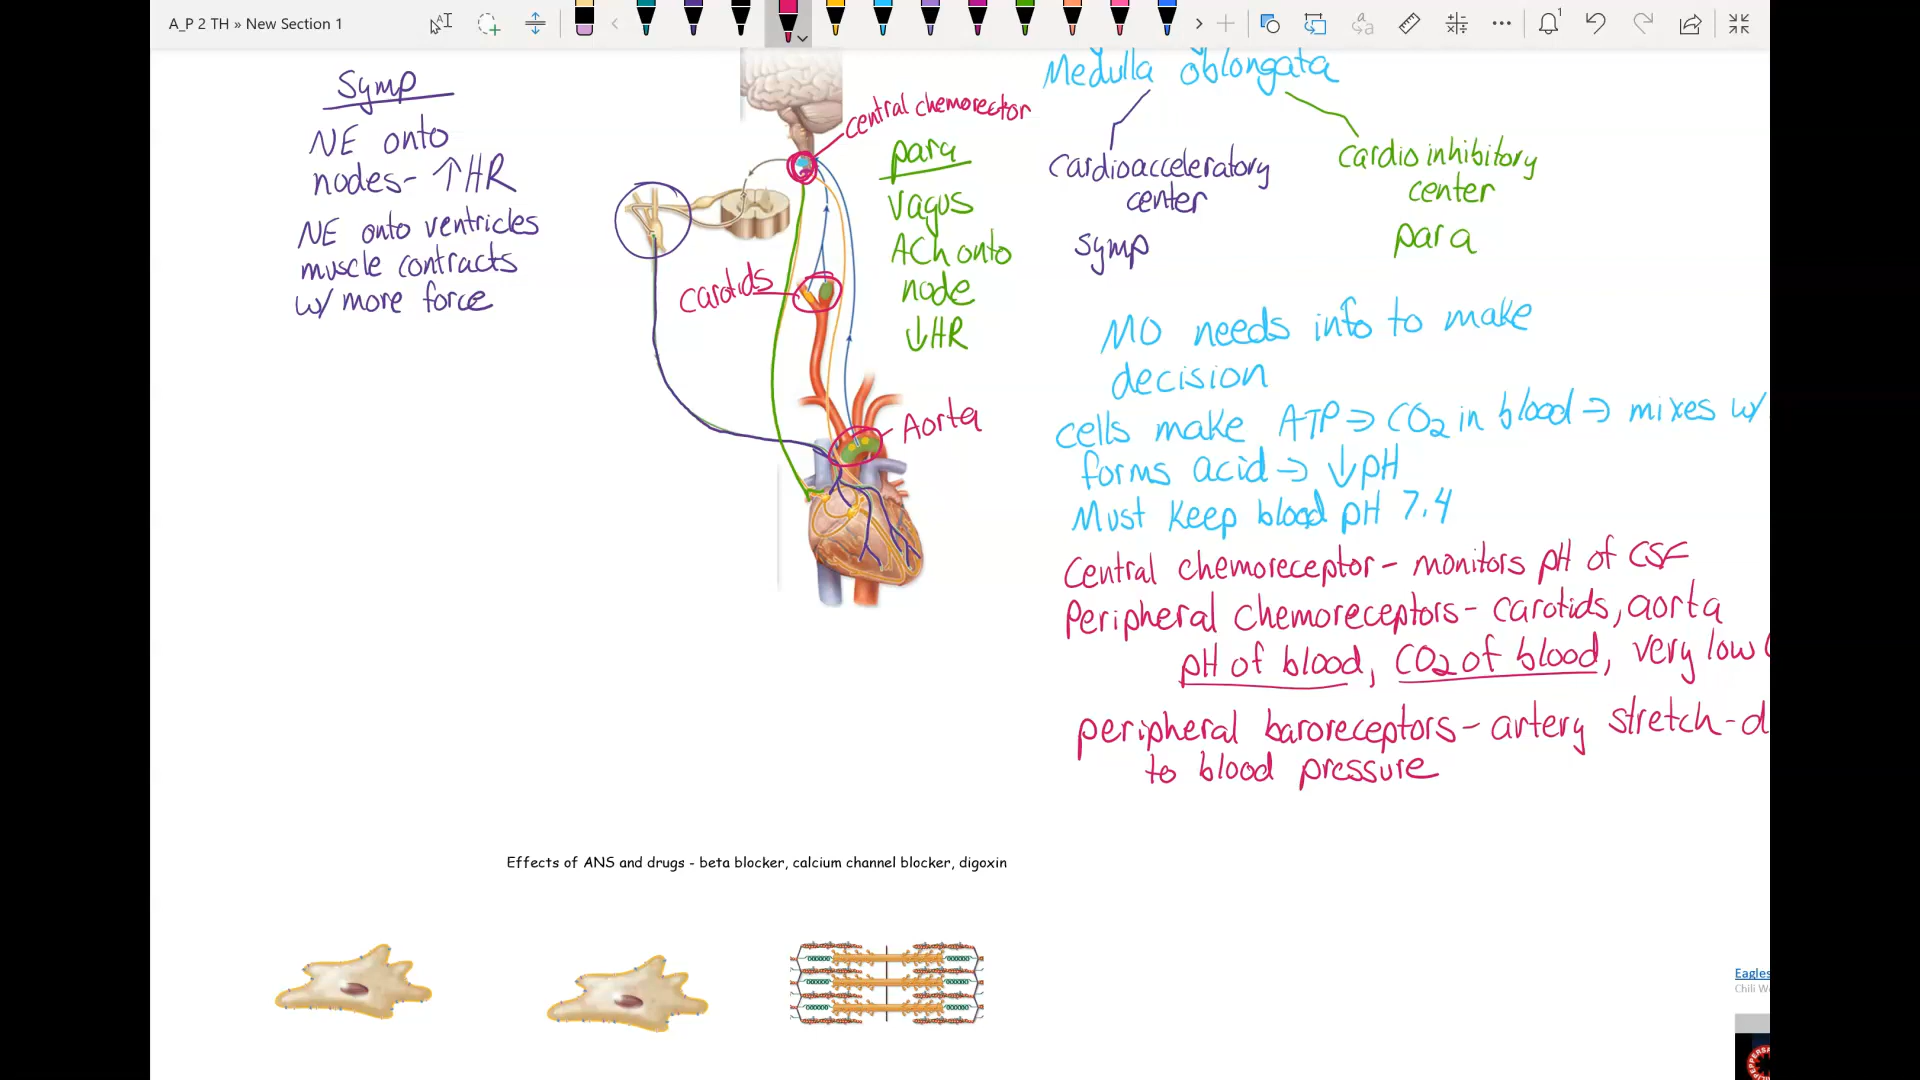 A_P 2 TH » New Section 1
Symp
NE onto
nodes- ↑HR
NE onto ventricles
muscle contracts
w/ more force
central chemorector
para
vagus
ACh onto
node
↓HR
carotids
Aorta
Medulla oblongata
Cardioacceleratory
center
symp
Cardioinhibitory
center
para
MO needs info to make
decision
cells make ATP → CO2 in blood → mixes w/
forms acid → ↓pH
Must keep blood pH 7.4
Central chemoreceptor - monitors pH of CSF
Peripheral chemoreceptors - carotids, aorta
pH of blood, CO2 of blood, very low
peripheral baroreceptors - artery stretch -
to blood pressure
Effects of ANS and drugs - beta blocker, calcium channel blocker, digoxin
Eagles
Chili